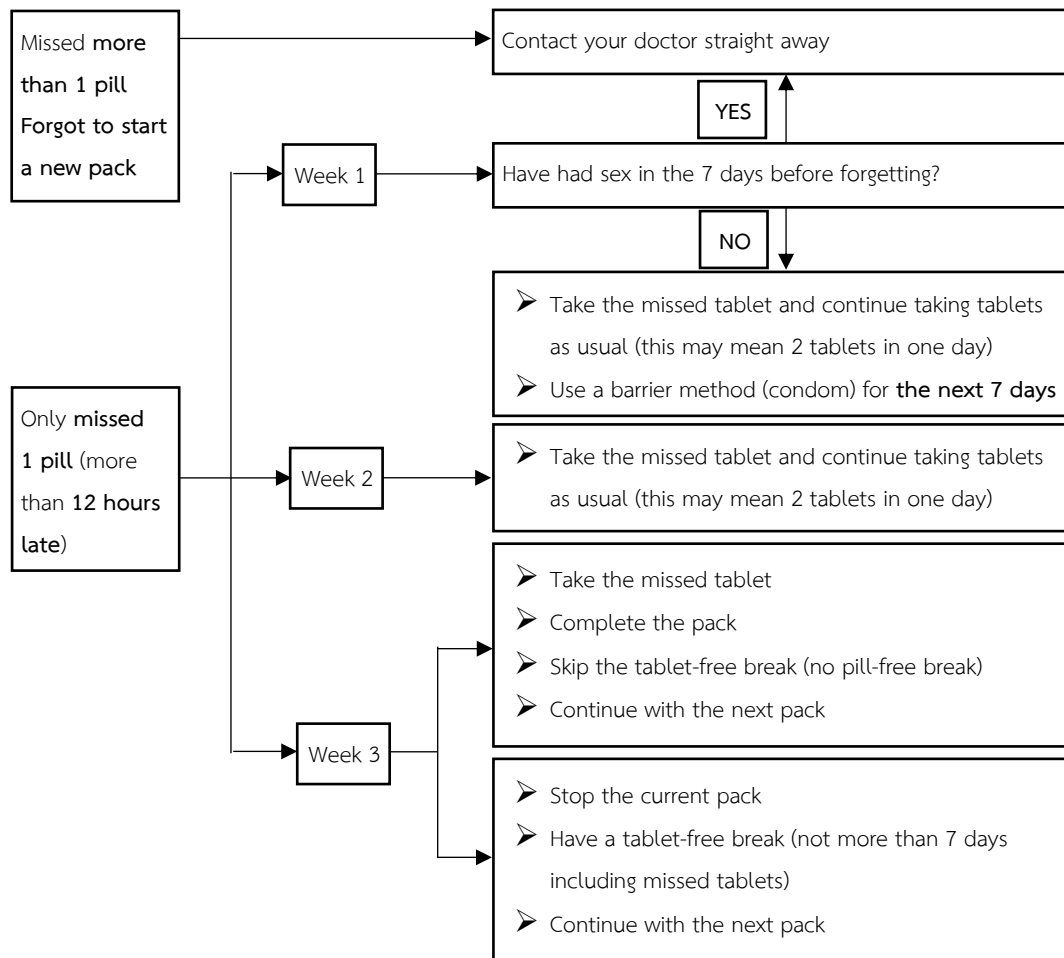 Missed more
than 1 pill
Forgot to start
a new pack
Contact your doctor straight away
YES
Week 1
Have had sex in the 7 days before forgetting?
NO
➢ Take the missed tablet and continue taking tablets
as usual (this may mean 2 tablets in one day)
➢ Use a barrier method (condom) for the next 7 days
Only missed
1 pill (more
than 12 hours
late)
Week 2
➢ Take the missed tablet and continue taking tablets
as usual (this may mean 2 tablets in one day)
➢ Take the missed tablet
➢ Complete the pack
➢ Skip the tablet-free break (no pill-free break)
➢ Continue with the next pack
Week 3
➢ Stop the current pack
➢ Have a tablet-free break (not more than 7 days
including missed tablets)
➢ Continue with the next pack